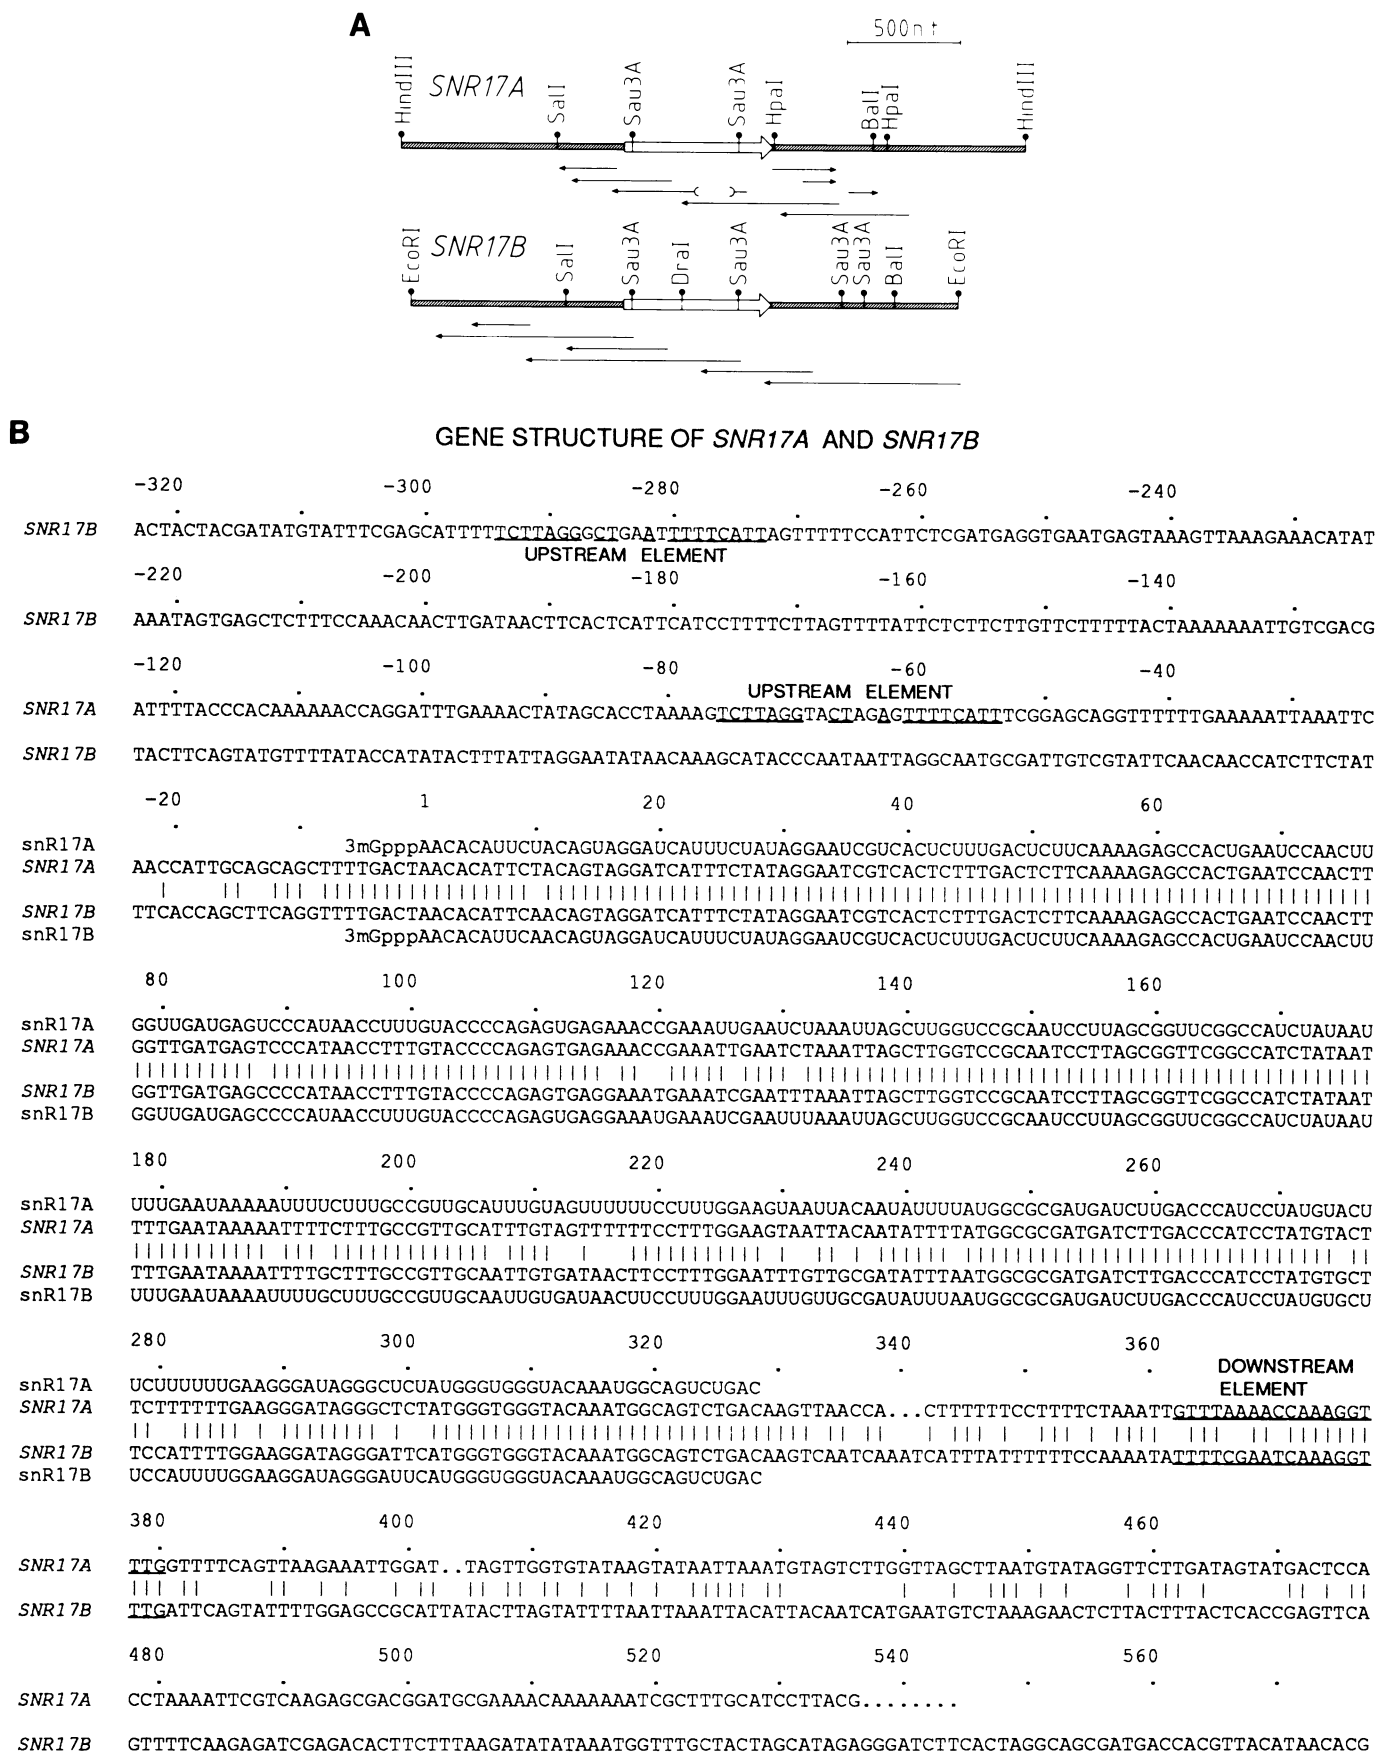 A
500nt
SNR17A
HindIII SalI Sau3A Sau3A HpaI BalI HpaI HindIII
SNR17B
EcoRI SalI Sau3A DraI Sau3A Sau3A Sau3A BalI EcoRI
B
GENE STRUCTURE OF SNR17A AND SNR17B
-320 -300 -280 -260 -240
SNR17B ACTACTACGATATGTATTTCGAGCATTTTTCTTAGGGCTGAATTTTTCATTAGTTTTTCCATTCTCGATGAGGTGAATGAGTAAAGTTAAAGAAACATAT
UPSTREAM ELEMENT
-220 -200 -180 -160 -140
SNR17B AAATAGTGAGCTCTTTCCAAACAACTTGATAACTTCACTCATTCATCCTTTTCTTAGTTTTATTCTCTTCTTGTTCTTTTTACTAAAAAAATTGTCGACG
-120 -100 -80 -60 -40
UPSTREAM ELEMENT
SNR17A ATTTTACCCACAAAAAACCAGGATTTGAAAACTATAGCACCTAAAAGTCTTAGGTACTAGAGTTTTCATTTCGGAGCAGGTTTTTTGAAAAATTAAATTC
SNR17B TACTTCAGTATGTTTTATACCATATACTTTATTAGGAATATAACAAAGCATACCCAATAATTAGGCAATGCGATTGTCGTATTCAACAACCATCTTCTAT
-20 1 20 40 60
snR17A 3mGpppAACACAUUCUACAGUAGGAUCAUUUCUAUAGGAAUCGUCACUCUUUGACUCUUCAAAAGAGCCACUGAAUCCAACUU
SNR17A AACCATTGCAGCAGCTTTTGACTAACACATTCTACAGTAGGATCATTTCTATAGGAATCGTCACTCTTTGACTCTTCAAAAGAGCCACTGAATCCAACTT
SNR17B TTCACCAGCTTCAGGTTTTGACTAACACATTCAACAGTAGGATCATTTCTATAGGAATCGTCACTCTTTGACTCTTCAAAAGAGCCACTGAATCCAACTT
snR17B 3mGpppAACACAUUCAACAGUAGGAUCAUUUCUAUAGGAAUCGUCACUCUUUGACUCUUCAAAAGAGCCACUGAAUCCAACUU
80 100 120 140 160
snR17A GGUUGAUGAGUCCCAUAACCUUUGUACCCCAGAGUGAGAAACCGAAAUUGAAUCUAAAUUAGCUUGGUCCGCAAUCCUUAGCGGUUCGGCCAUCUAUAAU
SNR17A GGTTGATGAGTCCCATAACCTTTGTACCCCAGAGTGAGAAACCGAAATTGAATCTAAATTAGCTTGGTCCGCAATCCTTAGCGGTTCGGCCATCTATAAT
SNR17B GGTTGATGAGCCCCATAACCTTTGTACCCCAGAGTGAGGAAATGAAATCGAATTTAAATTAGCTTGGTCCGCAATCCTTAGCGGTTCGGCCATCTATAAT
snR17B GGUUGAUGAGCCCCAUAACCUUUGUACCCCAGAGUGAGGAAAUGAAAUCGAAUUUAAAUUAGCUUGGUCCGCAAUCCUUAGCGGUUCGGCCAUCUAUAAU
180 200 220 240 260
snR17A UUUGAAUAAAAAUUUUCUUUGCCGUUGCAUUUGUAGUUUUUUCCUUUGGAAGUAAUUACAAUAUUUUAUGGCGCGAUGAUCUUGACCCAUCCUAUGUACU
SNR17A TTTGAATAAAAATTTTCTTTGCCGTTGCATTTGTAGTTTTTTCCTTTGGAAGTAATTACAATATTTTATGGCGCGATGATCTTGACCCATCCTATGTACT
SNR17B TTTGAATAAAATTTTGCTTTGCCGTTGCAATTGTGATAACTTCCTTTGGAATTTGTTGCGATATTTAATGGCGCGATGATCTTGACCCATCCTATGTGCT
snR17B UUUGAAUAAAAUUUUGCUUUGCCGUUGCAAUUGUGAUAACUUCCUUUGGAAUUUGUUGCGAUAUUUAAUGGCGCGAUGAUCUUGACCCAUCCUAUGUGCU
280 300 320 340 360
DOWNSTREAM
ELEMENT
snR17A UCUUUUUUGAAGGGAUAGGGCUCUAUGGGUGGGUACAAAUGGCAGUCUGAC
SNR17A TCTTTTTTGAAGGGATAGGGCTCTATGGGTGGGTACAAATGGCAGTCTGACAAGTTAACCA...CTTTTTTCCTTTTCTAAATTGTTTAAAACCAAAGGT
SNR17B TCCATTTTGGAAGGATAGGGATTCATGGGTGGGTACAAATGGCAGTCTGACAAGTCAATCAAATCATTTATTTTTTCCAAAATATTTTCGAATCAAAGGT
snR17B UCCAUUUUGGAAGGAUAGGGAUUCAUGGGUGGGUACAAAUGGCAGUCUGAC
380 400 420 440 460
SNR17A TTGGTTTTCAGTTAAGAAATTGGAT..TAGTTGGTGTATAAGTATAATTAAATGTAGTCTTGGTTAGCTTAATGTATAGGTTCTTGATAGTATGACTCCA
SNR17B TTGATTCAGTATTTTGGAGCCGCATTATACTTAGTATTTTAATTAAATTACATTACAATCATGAATGTCTAAAGAACTCTTACTTTACTCACCGAGTTCA
480 500 520 540 560
SNR17A CCTAAAATTCGTCAAGAGCGACGGATGCGAAAACAAAAAAATCGCTTTGCATCCTTACG........
SNR17B GTTTTCAAGAGATCGAGACACTTCTTTAAGATATATAAATGGTTTGCTACTAGCATAGAGGGATCTTCACTAGGCAGCGATGACCACGTTACATAACACG